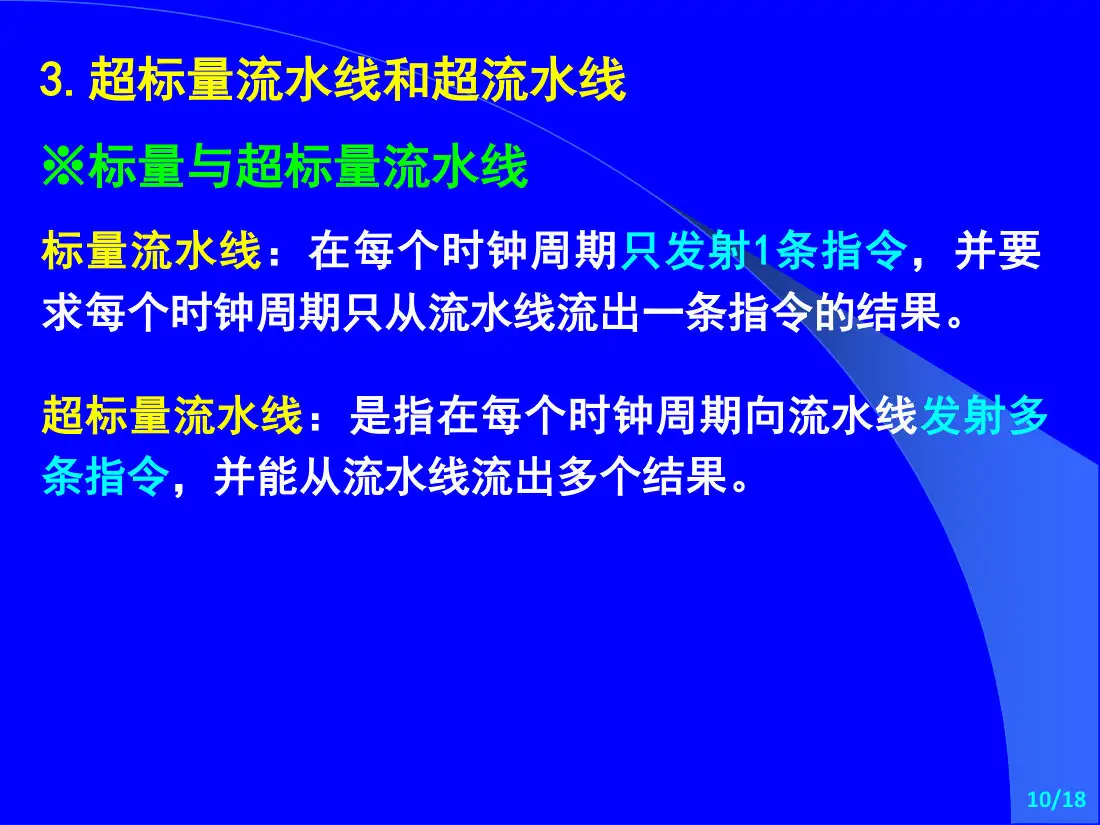 3.超标量流水线和超流水线
※标量与超标量流水线
标量流水线：在每个时钟周期只发射1条指令，并要
求每个时钟周期只从流水线流出一条指令的结果。
超标量流水线：是指在每个时钟周期向流水线发射多
条指令，并能从流水线流出多个结果。
10/18